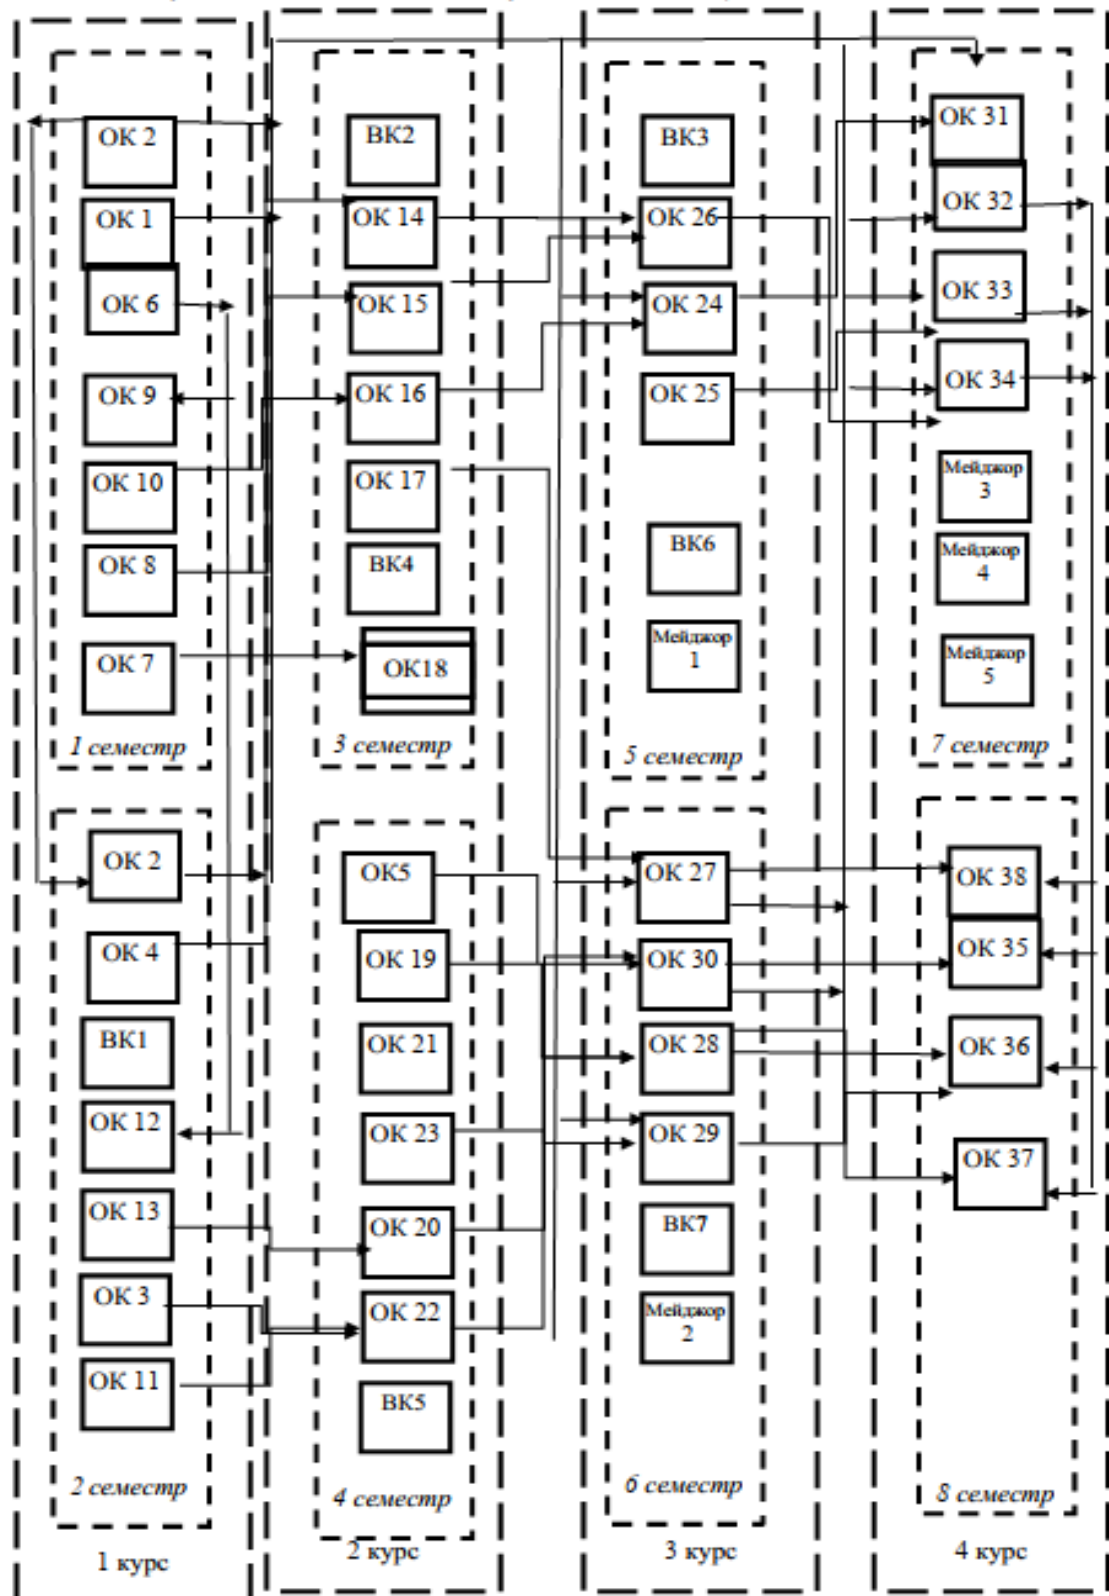 ОК 2
ОК 1
ОК 6
ОК 9
ОК 10
ОК 8
ОК 7
1 семестр
ОК 2
ОК 4
ВК1
ОК 12
ОК 13
ОК 3
ОК 11
2 семестр
1 курс
ВК2
ОК 14
ОК 15
ОК 16
ОК 17
ВК4
ОК18
3 семестр
ОК5
ОК 19
ОК 21
ОК 23
ОК 20
ОК 22
ВК5
4 семестр
2 курс
ВК3
ОК 26
ОК 24
ОК 25
ВК6
Мейджор
1
5 семестр
ОК 27
ОК 30
ОК 28
ОК 29
ВК7
Мейджор
2
6 семестр
3 курс
ОК 31
ОК 32
ОК 33
ОК 34
Мейджор
3
Мейджор
4
Мейджор
5
7 семестр
ОК 38
ОК 35
ОК 36
ОК 37
8 семестр
4 курс